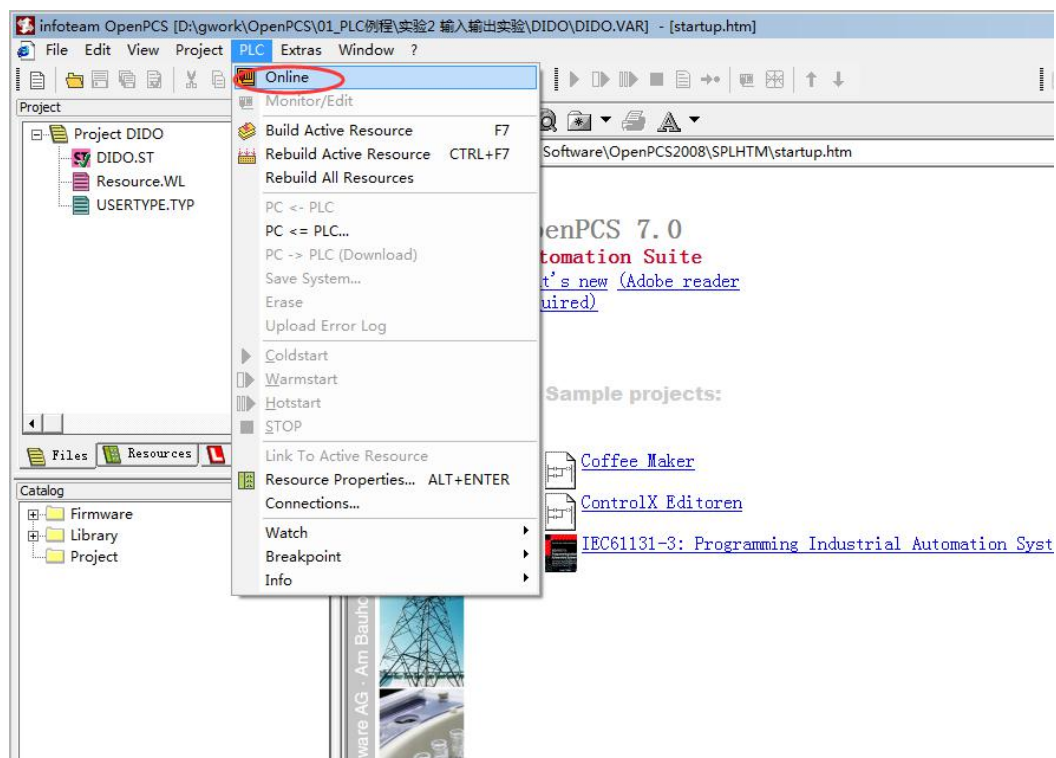 infoteam OpenPCS [D:\gwork\OpenPCS\01_PLC例程\实验2 输入输出实验\DIDO\DIDO.VAR] - [startup.htm]
File Edit View Project PLC Extras Window ?
Online
Monitor/Edit
Build Active Resource F7
Rebuild Active Resource CTRL+F7
Rebuild All Resources
PC <- PLC
PC <= PLC...
PC -> PLC (Download)
Save System...
Erase
Upload Error Log
Coldstart
Warmstart
Hotstart
STOP
Link To Active Resource
Resource Properties... ALT+ENTER
Connections...
Watch
Breakpoint
Info
Project
Project DIDO
DIDO.ST
Resource.WL
USERTYPE.TYP
Files Resources L
Catalog
Firmware
Library
Project
Software\OpenPCS2008\SPLHTM\startup.htm
enPCS 7.0
tomation Suite
t's new (Adobe reader
uired)
Sample projects:
Coffee Maker
ControlX Editoren
IEC61131-3: Programming Industrial Automation Syst
ware AG - Am Bauho